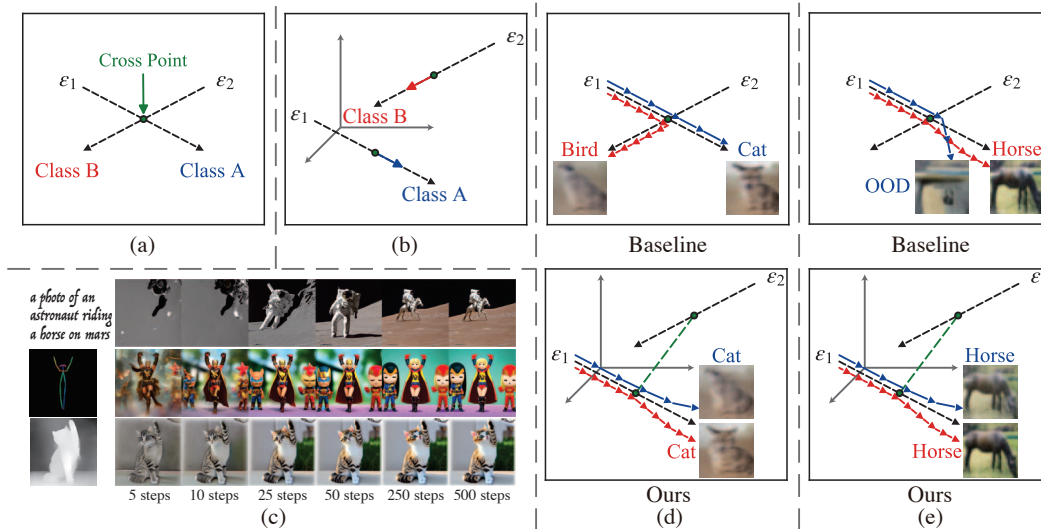 Cross Point
ε1
ε2
Class B
Class A
(a)
ε2
ε1
Class B
Class A
(b)
ε1
ε2
Bird
Cat
Baseline
ε1
ε2
Horse
OOD
Baseline
a photo of an
astronaut riding
a horse on mars
5 steps
10 steps
25 steps
50 steps
250 steps
500 steps
(c)
ε2
ε1
Cat
Cat
Ours
(d)
ε
ε1
Horse
Horse
Ours
(e)